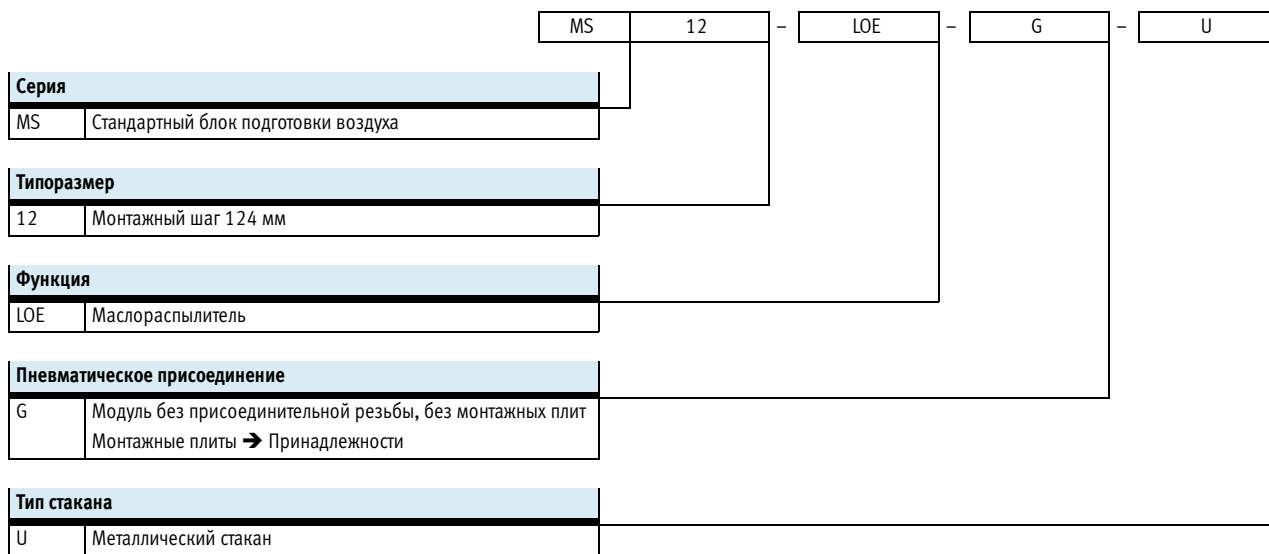 MS 12 – LOE – G – U
Серия
MS Стандартный блок подготовки воздуха
Типоразмер
12 Монтажный шаг 124 мм
Функция
LOE Маслораспылитель
Пневматическое присоединение
G Модуль без присоединительной резьбы, без монтажных плит
Монтажные плиты ➔ Принадлежности
Тип стакана
U Металлический стакан